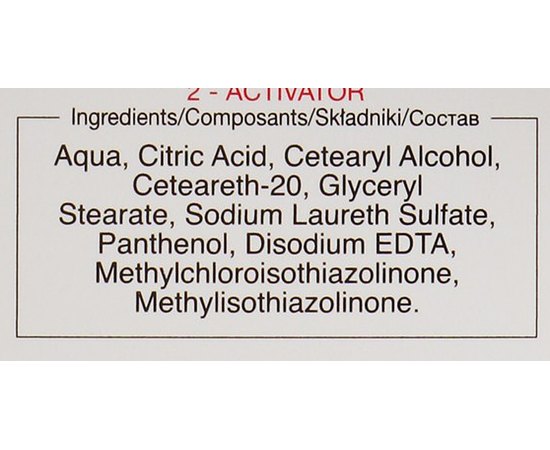 2 - ACTIVATOR
Ingredients/Composants/Składniki/Состав
Aqua, Citric Acid, Cetearyl Alcohol,
Ceteareth-20, Glyceryl
Stearate, Sodium Laureth Sulfate,
Panthenol, Disodium EDTA,
Methylchloroisothiazolinone,
Methylisothiazolinone.